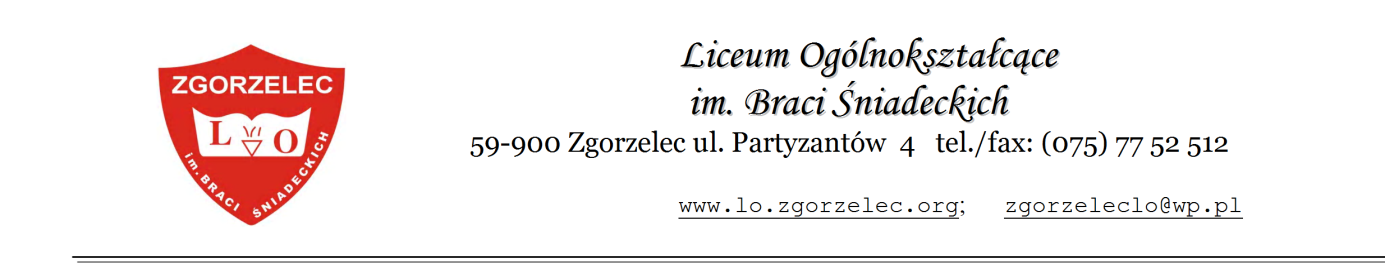 ZGORZELEC
L O
im. BRACI ŚNIADECKICH
Liceum Ogólnokształcące
im. Braci Śniadeckich
59-900 Zgorzelec ul. Partyzantów 4 tel./fax: (075) 77 52 512
www.lo.zgorzelec.org; zgorzeleclo@wp.pl